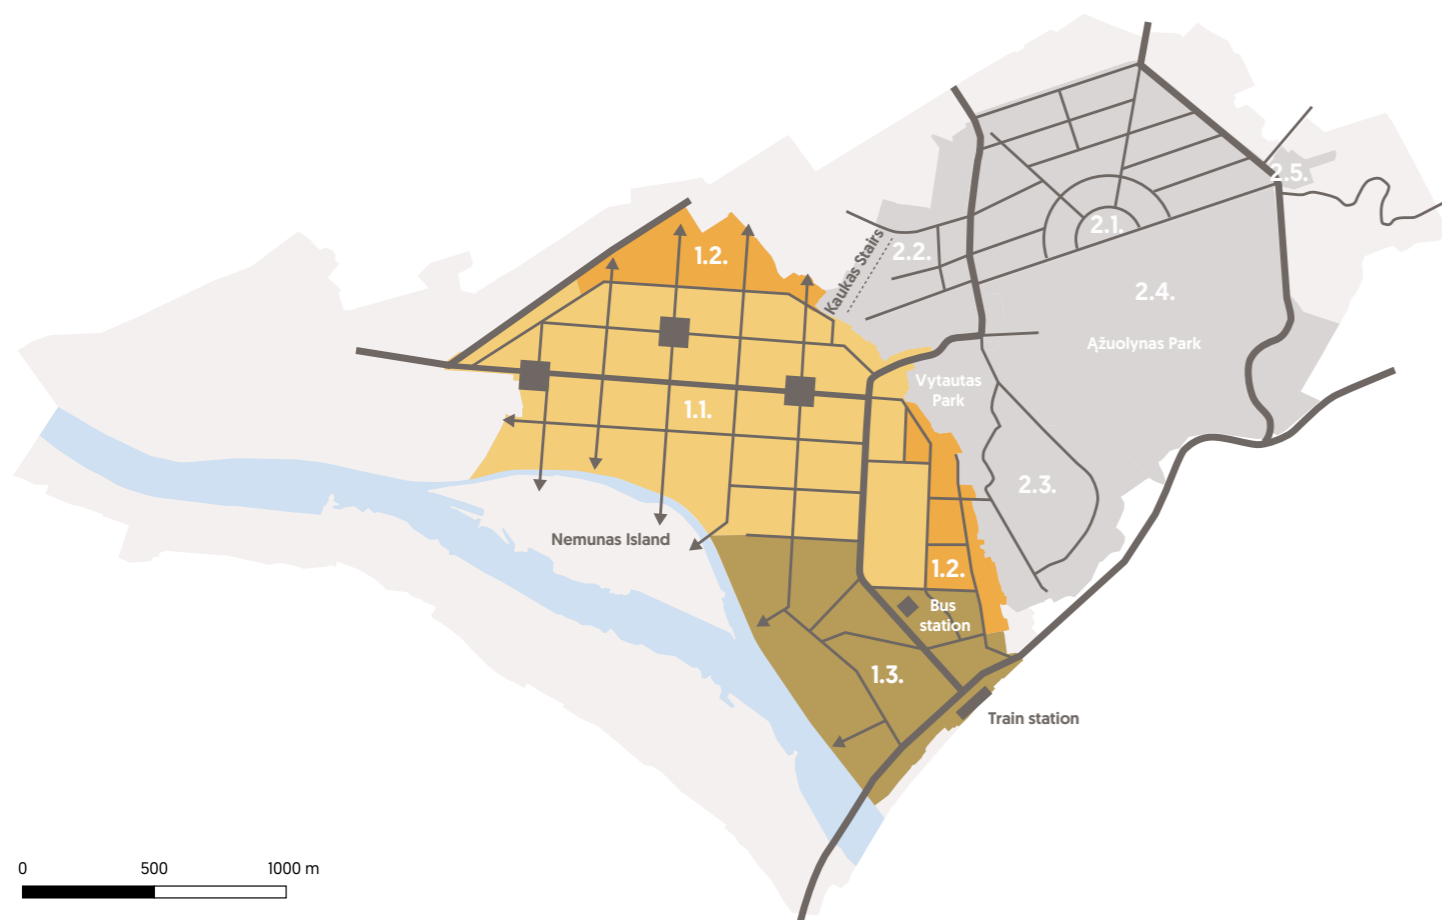 2.5.
2.1.
Kaukas Stairs
2.2.
1.2.
2.4.
Ąžuolynas Park
Vytautas
Park
1.1.
2.3.
Nemunas Island
1.2.
Bus
station
1.3.
Train station
0 500 1000 m